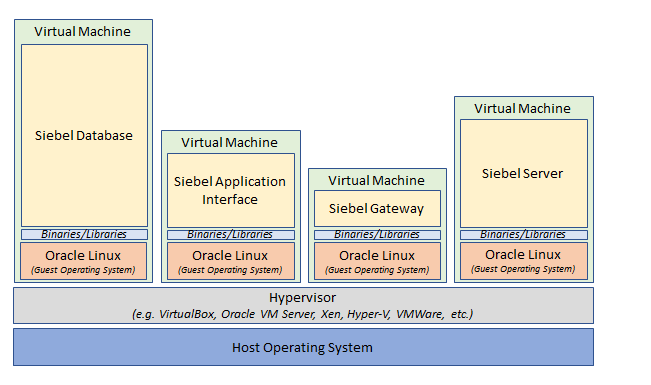 Virtual Machine
Siebel Database
Binaries/Libraries
Oracle Linux
(Guest Operating System)
Virtual Machine
Siebel Application
Interface
Binaries/Libraries
Oracle Linux
(Guest Operating System)
Virtual Machine
Siebel Gateway
Binaries/Libraries
Oracle Linux
(Guest Operating System)
Virtual Machine
Siebel Server
Binaries/Libraries
Oracle Linux
(Guest Operating System)
Hypervisor
(e.g. VirtualBox, Oracle VM Server, Xen, Hyper-V, VMWare, etc.)
Host Operating System